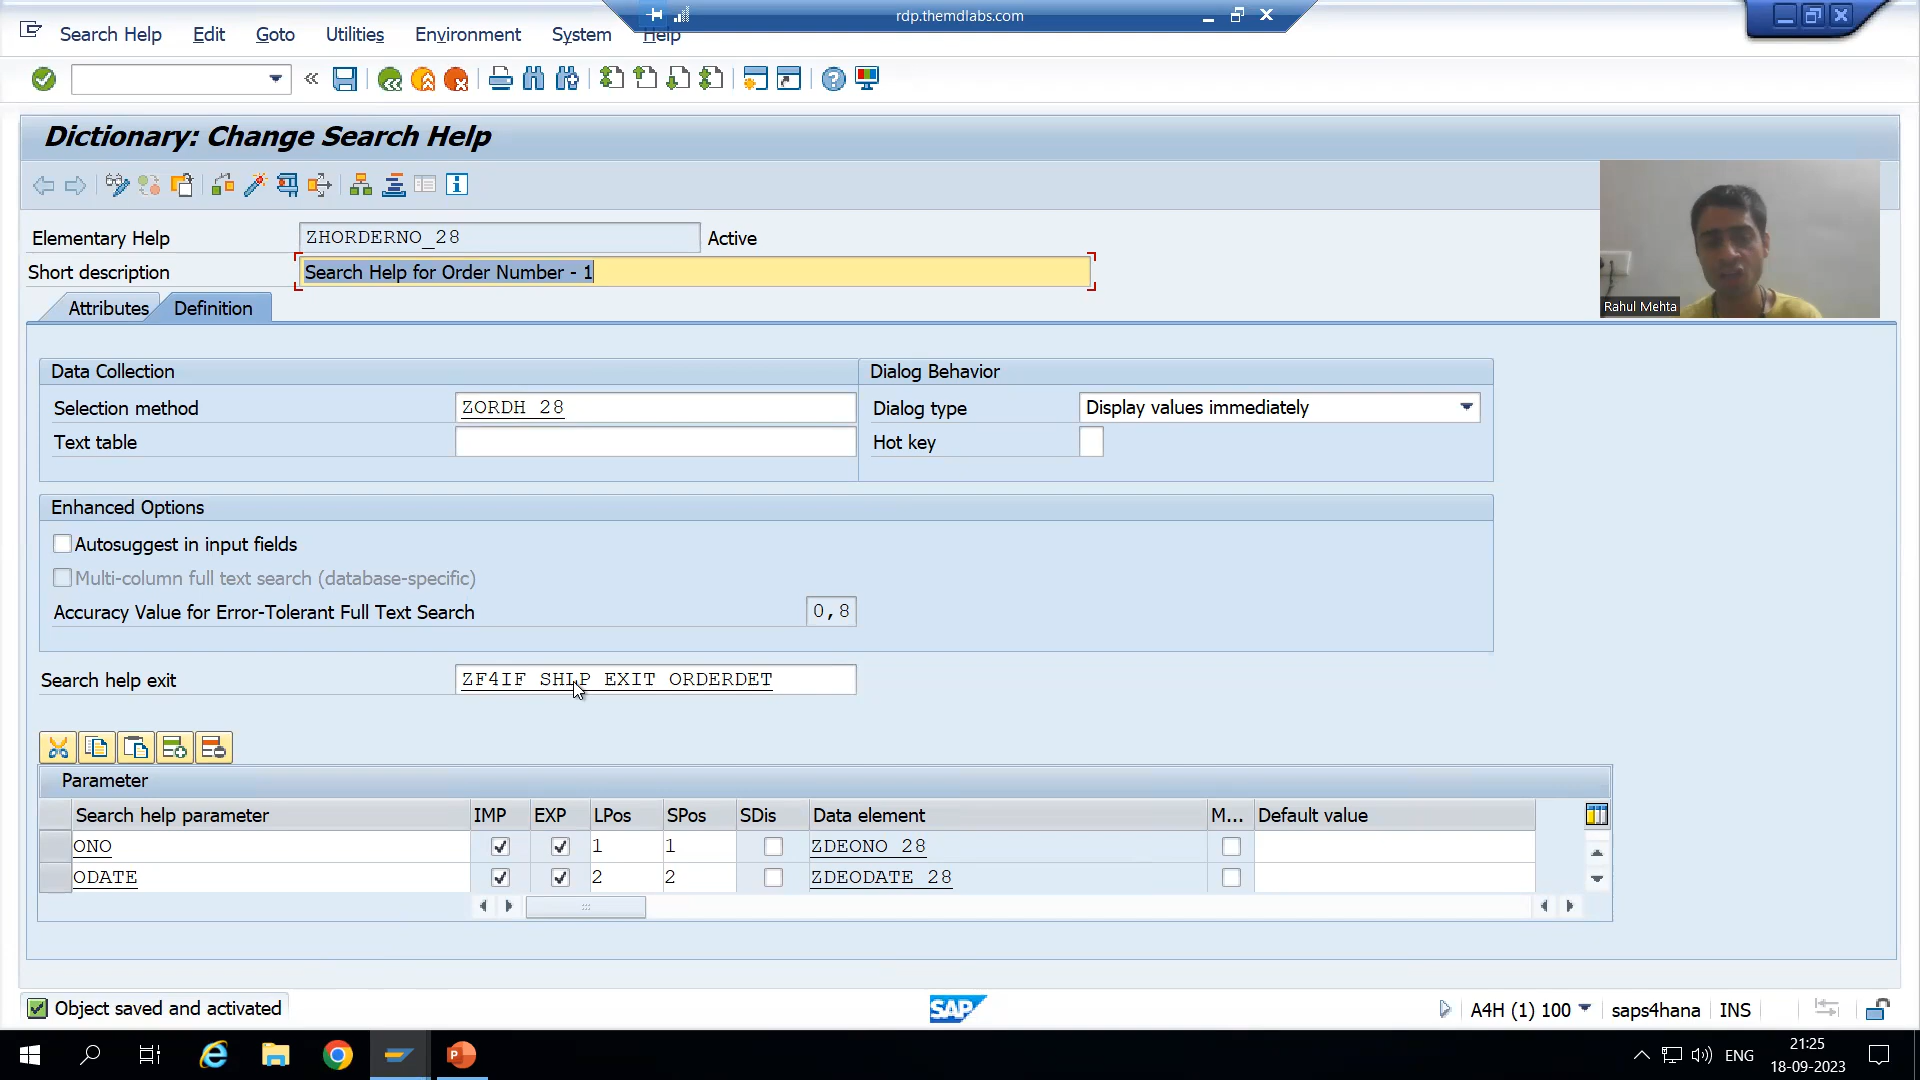 rdp.themdlabs.com
Search Help Edit Goto Utilities Environment System Help
Dictionary: Change Search Help
Elementary Help ZHORDERNO_28 Active
Short description Search Help for Order Number - 1
Attributes Definition
Rahul Mehta
Data Collection Dialog Behavior
Selection method ZORDH_28 Dialog type Display values immediately
Text table Hot key
Enhanced Options
Autosuggest in input fields
Multi-column full text search (database-specific)
Accuracy Value for Error-Tolerant Full Text Search 0,8
Search help exit ZF4IF_SHLP_EXIT_ORDERDET
Parameter
Search help parameter IMP EXP LPos SPos SDis Data element M... Default value
ONO 1 1 ZDEONO_28
ODATE 2 2 ZDEODATE_28
Object saved and activated SAP A4H (1) 100 saps4hana INS
ENG 21:25
18-09-2023